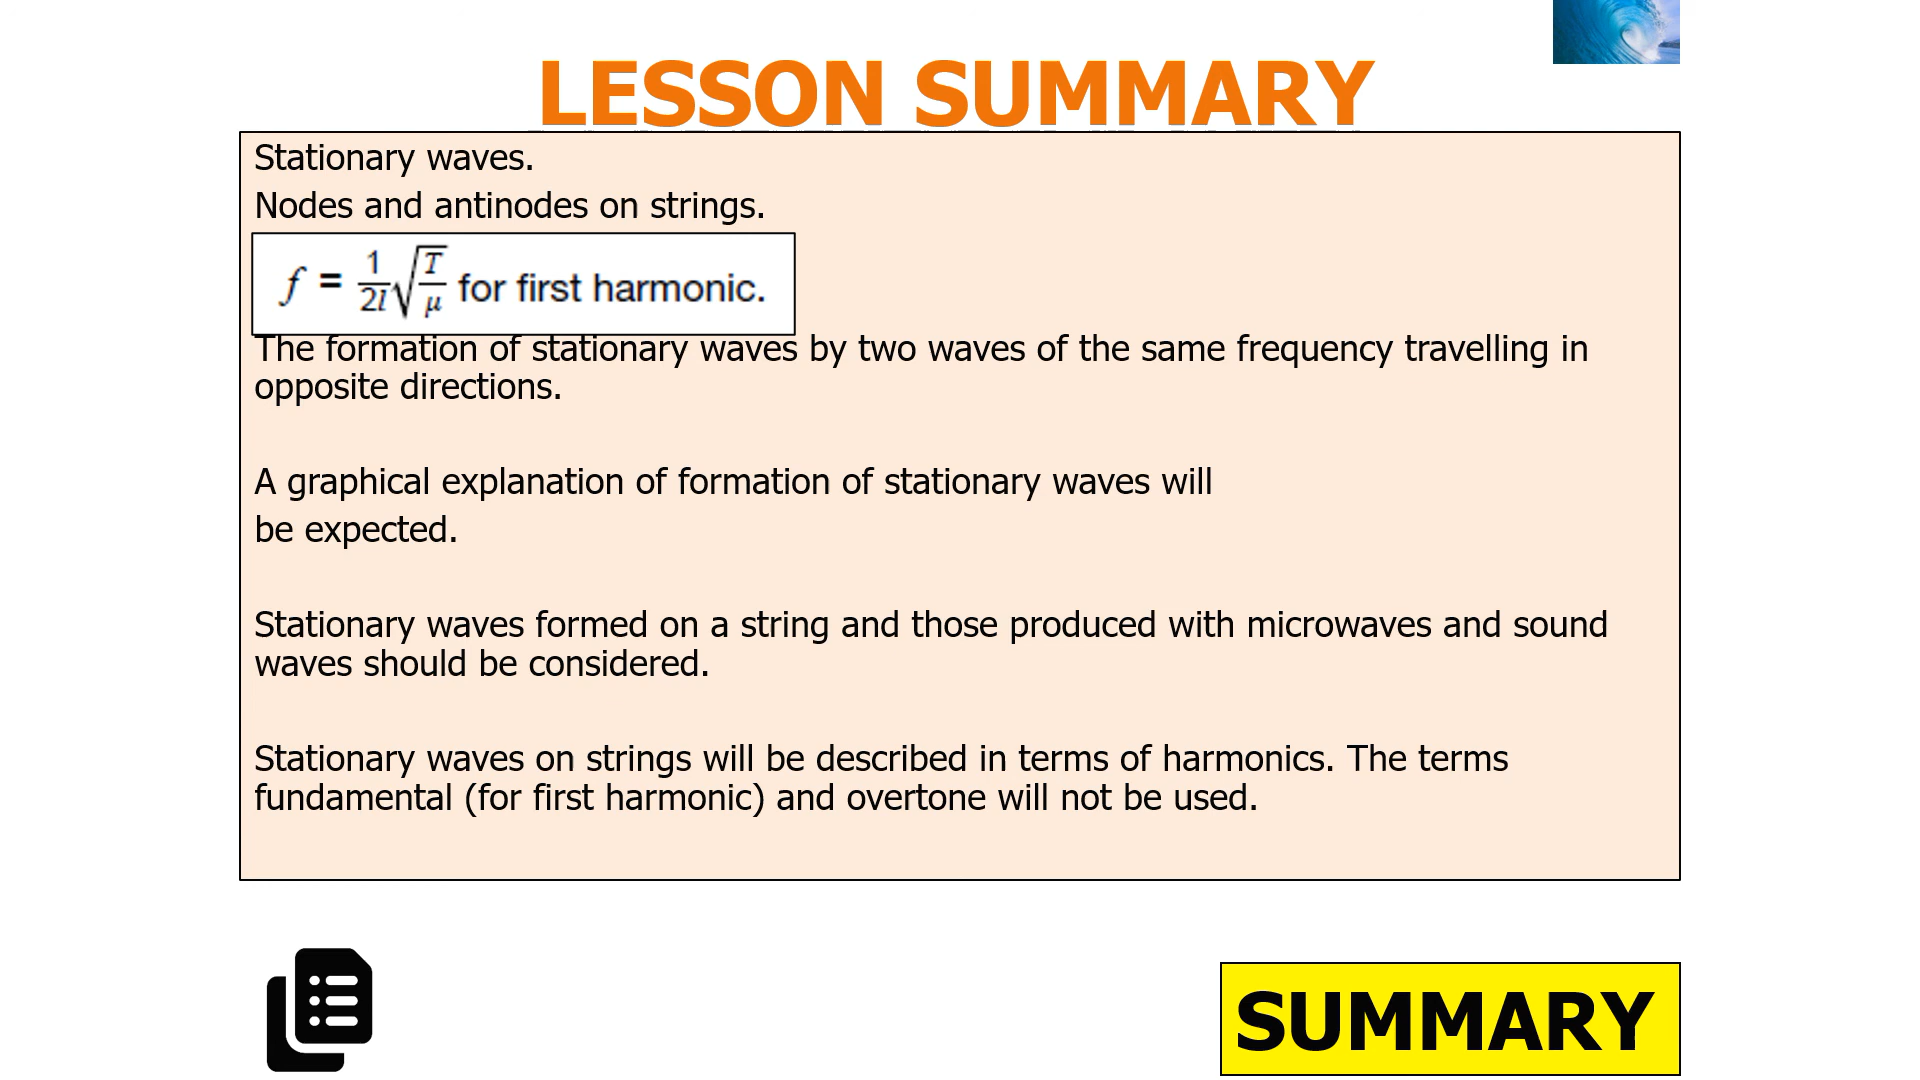 LESSON SUMMARY
Stationary waves.
Nodes and antinodes on strings.
f = 1/2l √T/μ for first harmonic.
The formation of stationary waves by two waves of the same frequency travelling in
opposite directions.
A graphical explanation of formation of stationary waves will
be expected.
Stationary waves formed on a string and those produced with microwaves and sound
waves should be considered.
Stationary waves on strings will be described in terms of harmonics. The terms
fundamental (for first harmonic) and overtone will not be used.
SUMMARY